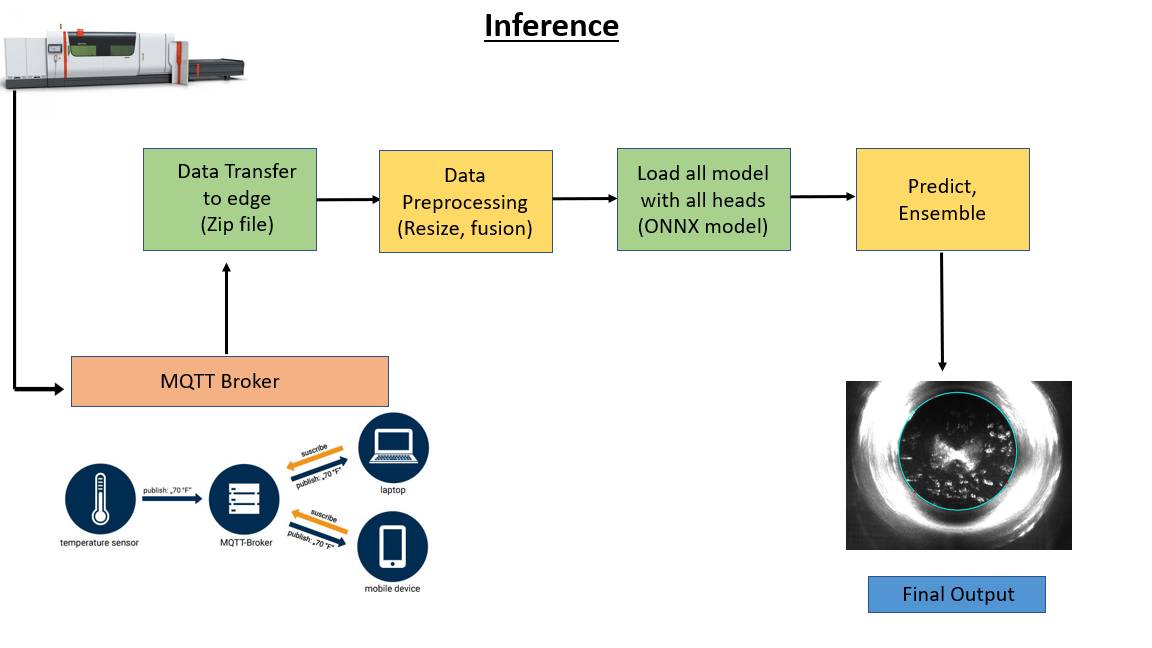 Inference
Data Transfer
to edge
(Zip file)
Data
Preprocessing
(Resize, fusion)
Load all model
with all heads
(ONNX model)
Predict,
Ensemble
MQTT Broker
suscribe
publish: „70 °F"
laptop
publish: „70 °F"
temperature sensor
MQTT-Broker
suscribe
publish: „70 °F"
mobile device
Final Output